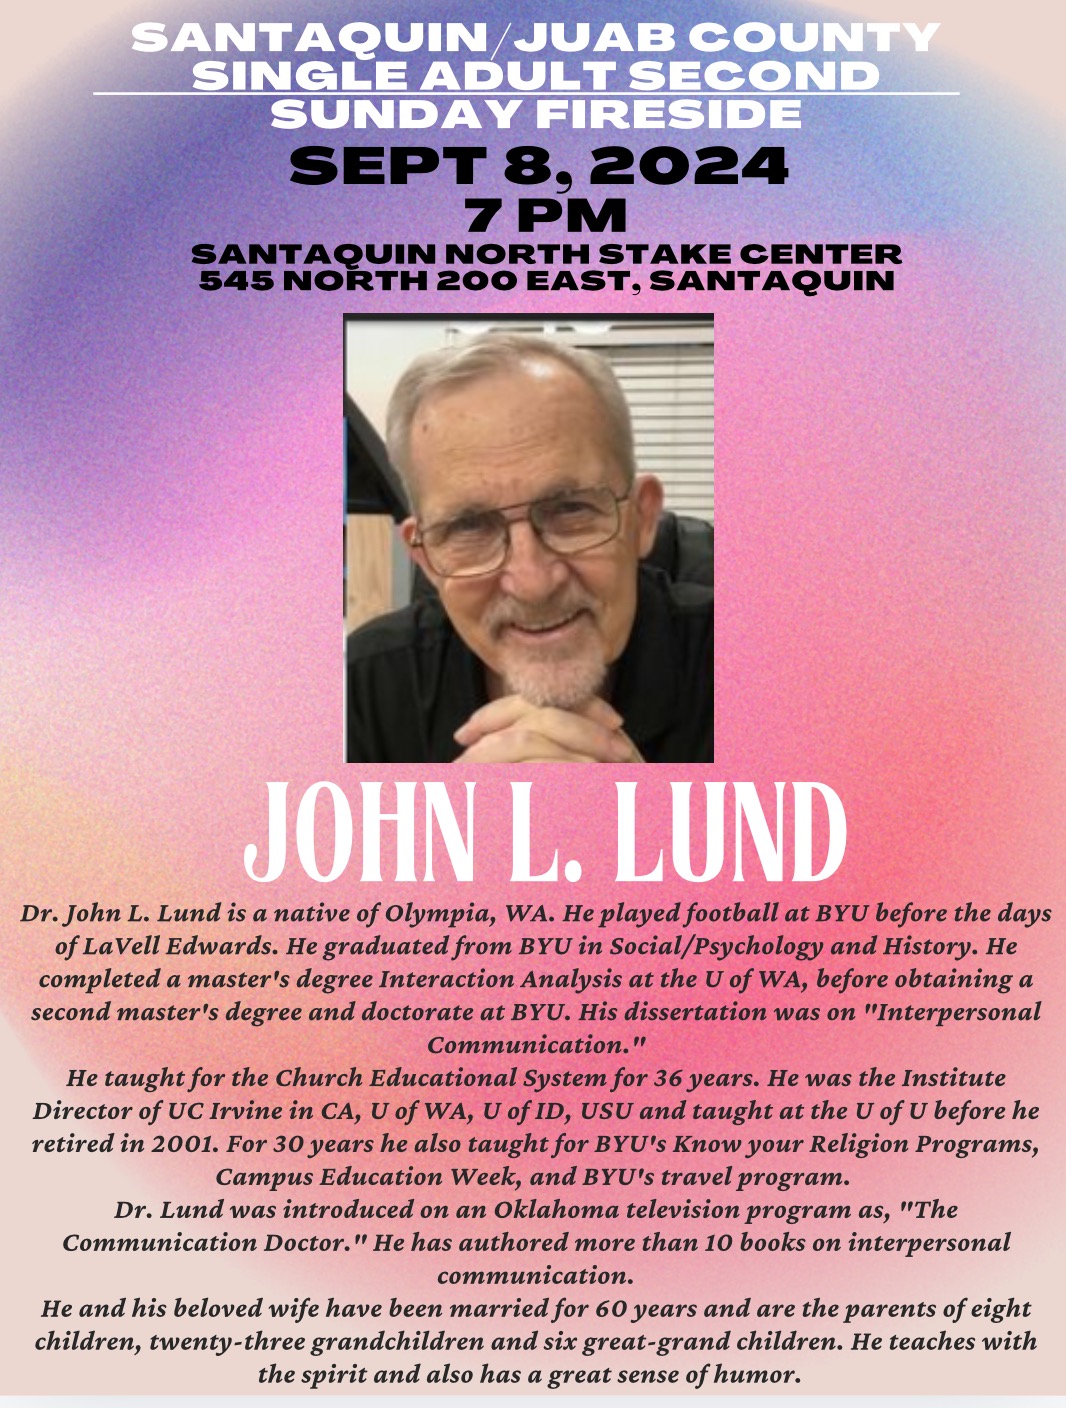 SANTAQUIN/JUAB COUNTY
SINGLE ADULT SECOND
SUNDAY FIRESIDE
SEPT 8, 2024
7 PM
SANTAQUIN NORTH STAKE CENTER
545 NORTH 200 EAST, SANTAQUIN
JOHN L. LUND
Dr. John L. Lund is a native of Olympia, WA. He played football at BYU before the days
of LaVell Edwards. He graduated from BYU in Social/Psychology and History. He
completed a master's degree Interaction Analysis at the U of WA, before obtaining a
second master's degree and doctorate at BYU. His dissertation was on "Interpersonal
Communication."
He taught for the Church Educational System for 36 years. He was the Institute
Director of UC Irvine in CA, U of WA, U of ID, USU and taught at the U of U before he
retired in 2001. For 30 years he also taught for BYU's Know your Religion Programs,
Campus Education Week, and BYU's travel program.
Dr. Lund was introduced on an Oklahoma television program as, "The
Communication Doctor." He has authored more than 10 books on interpersonal
communication.
He and his beloved wife have been married for 60 years and are the parents of eight
children, twenty-three grandchildren and six great-grand children. He teaches with
the spirit and also has a great sense of humor.